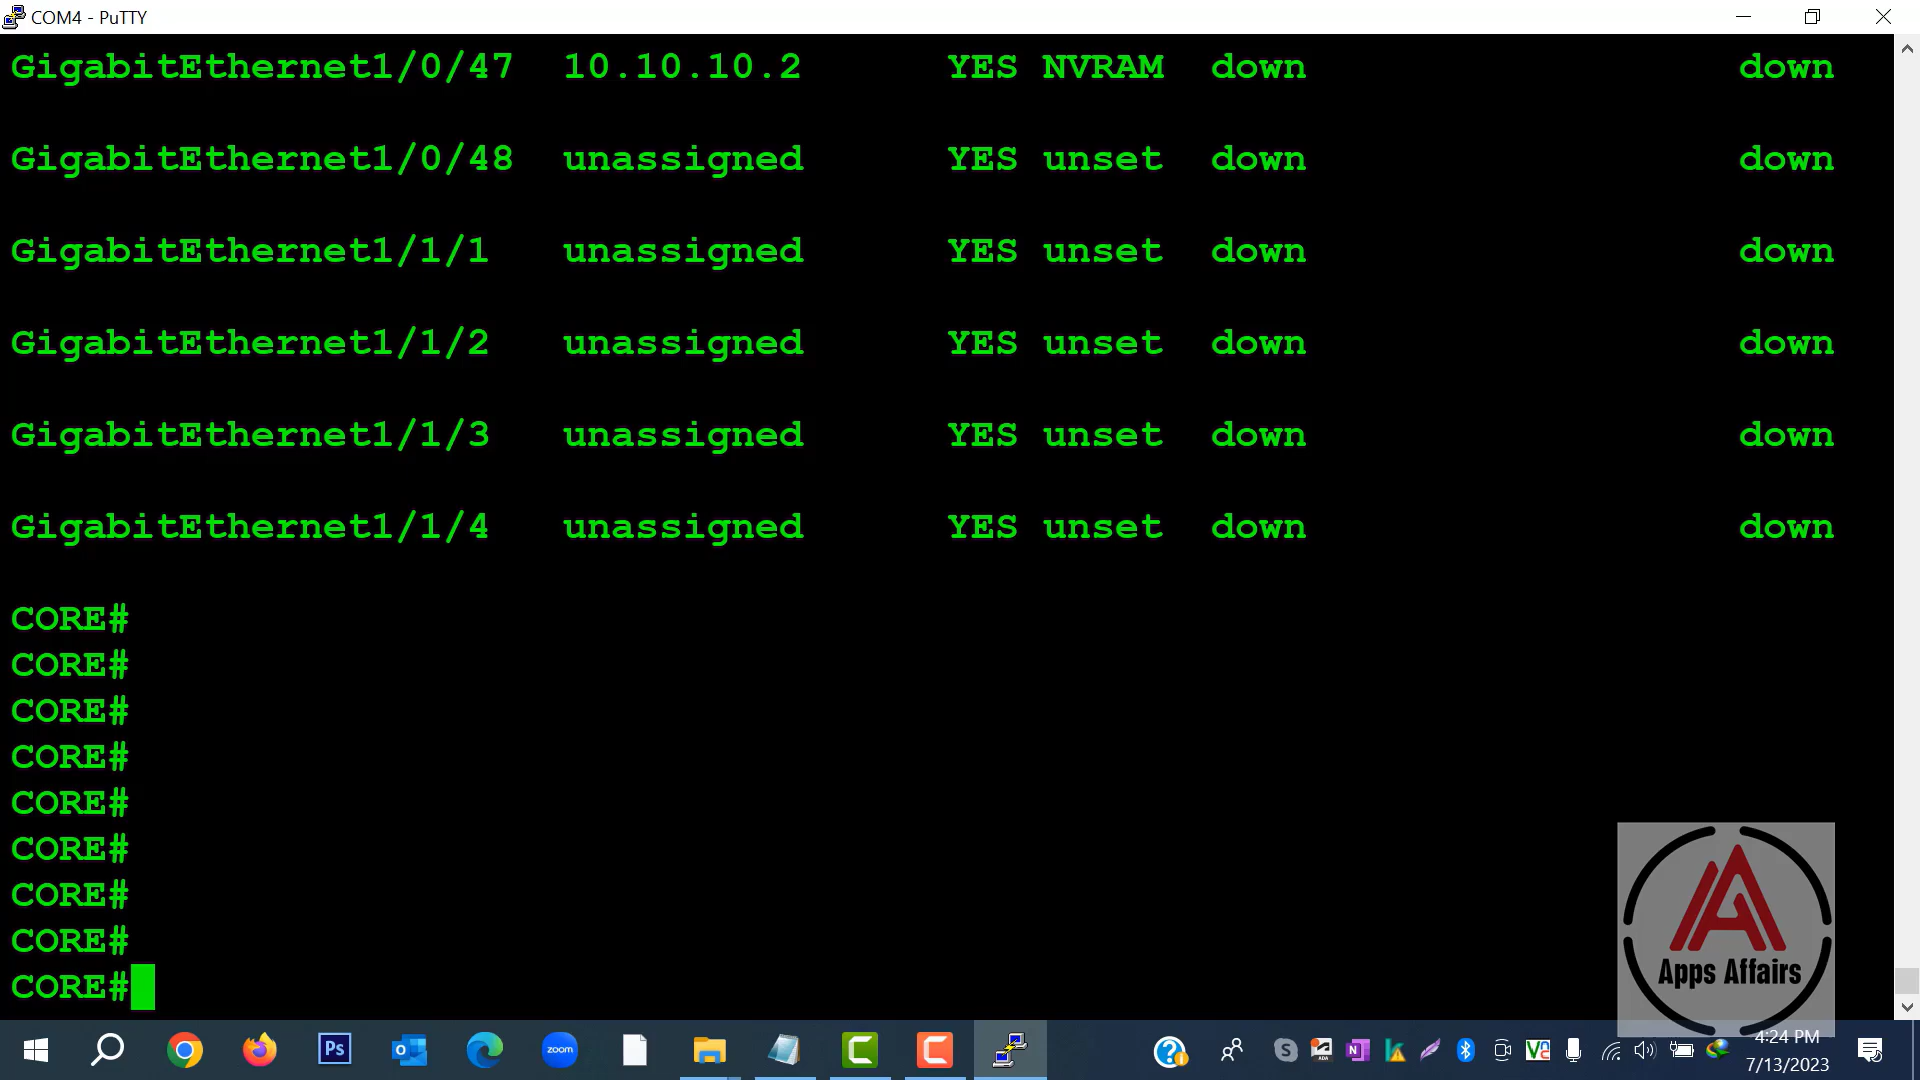 COM4 - PuTTY
GigabitEthernet1/0/47 10.10.10.2 YES NVRAM down down
GigabitEthernet1/0/48 unassigned YES unset down down
GigabitEthernet1/1/1 unassigned YES unset down down
GigabitEthernet1/1/2 unassigned YES unset down down
GigabitEthernet1/1/3 unassigned YES unset down down
GigabitEthernet1/1/4 unassigned YES unset down down
CORE#
CORE#
CORE#
CORE#
CORE#
CORE#
CORE#
CORE#
CORE#
Apps Affairs
Ps
zoom
4:24 PM
7/13/2023